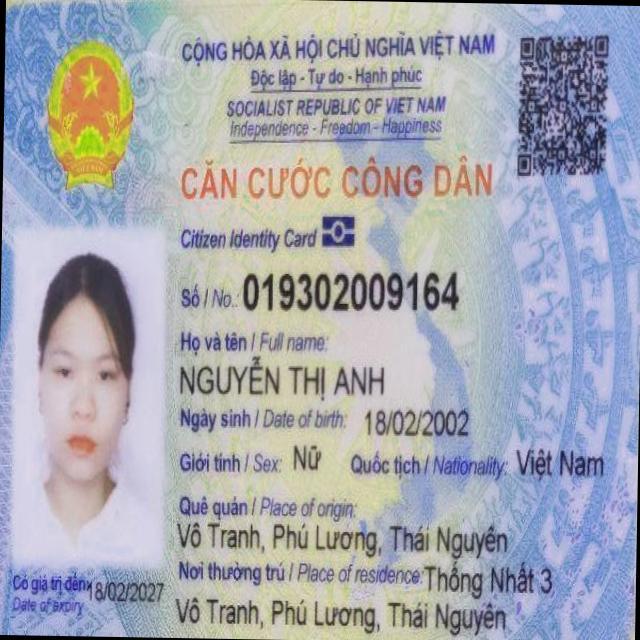 CỘNG HÒA XÃ HỘI CHỦ NGHĨA VIỆT NAM
Độc lập - Tự do - Hạnh phúc
SOCIALIST REPUBLIC OF VIET NAM
Independence - Freedom - Happiness
CĂN CƯỚC CÔNG DÂN
Citizen Identity Card
Số / No.: 019302009164
Họ và tên / Full name:
NGUYỄN THỊ ANH
Ngày sinh / Date of birth: 18/02/2002
Giới tính / Sex: Nữ Quốc tịch / Nationality: Việt Nam
Quê quán / Place of origin:
Vô Tranh, Phú Lương, Thái Nguyên
Nơi thường trú / Place of residence: Thống Nhất 3
Vô Tranh, Phú Lương, Thái Nguyên
Có giá trị đến: 18/02/2027
Date of expiry